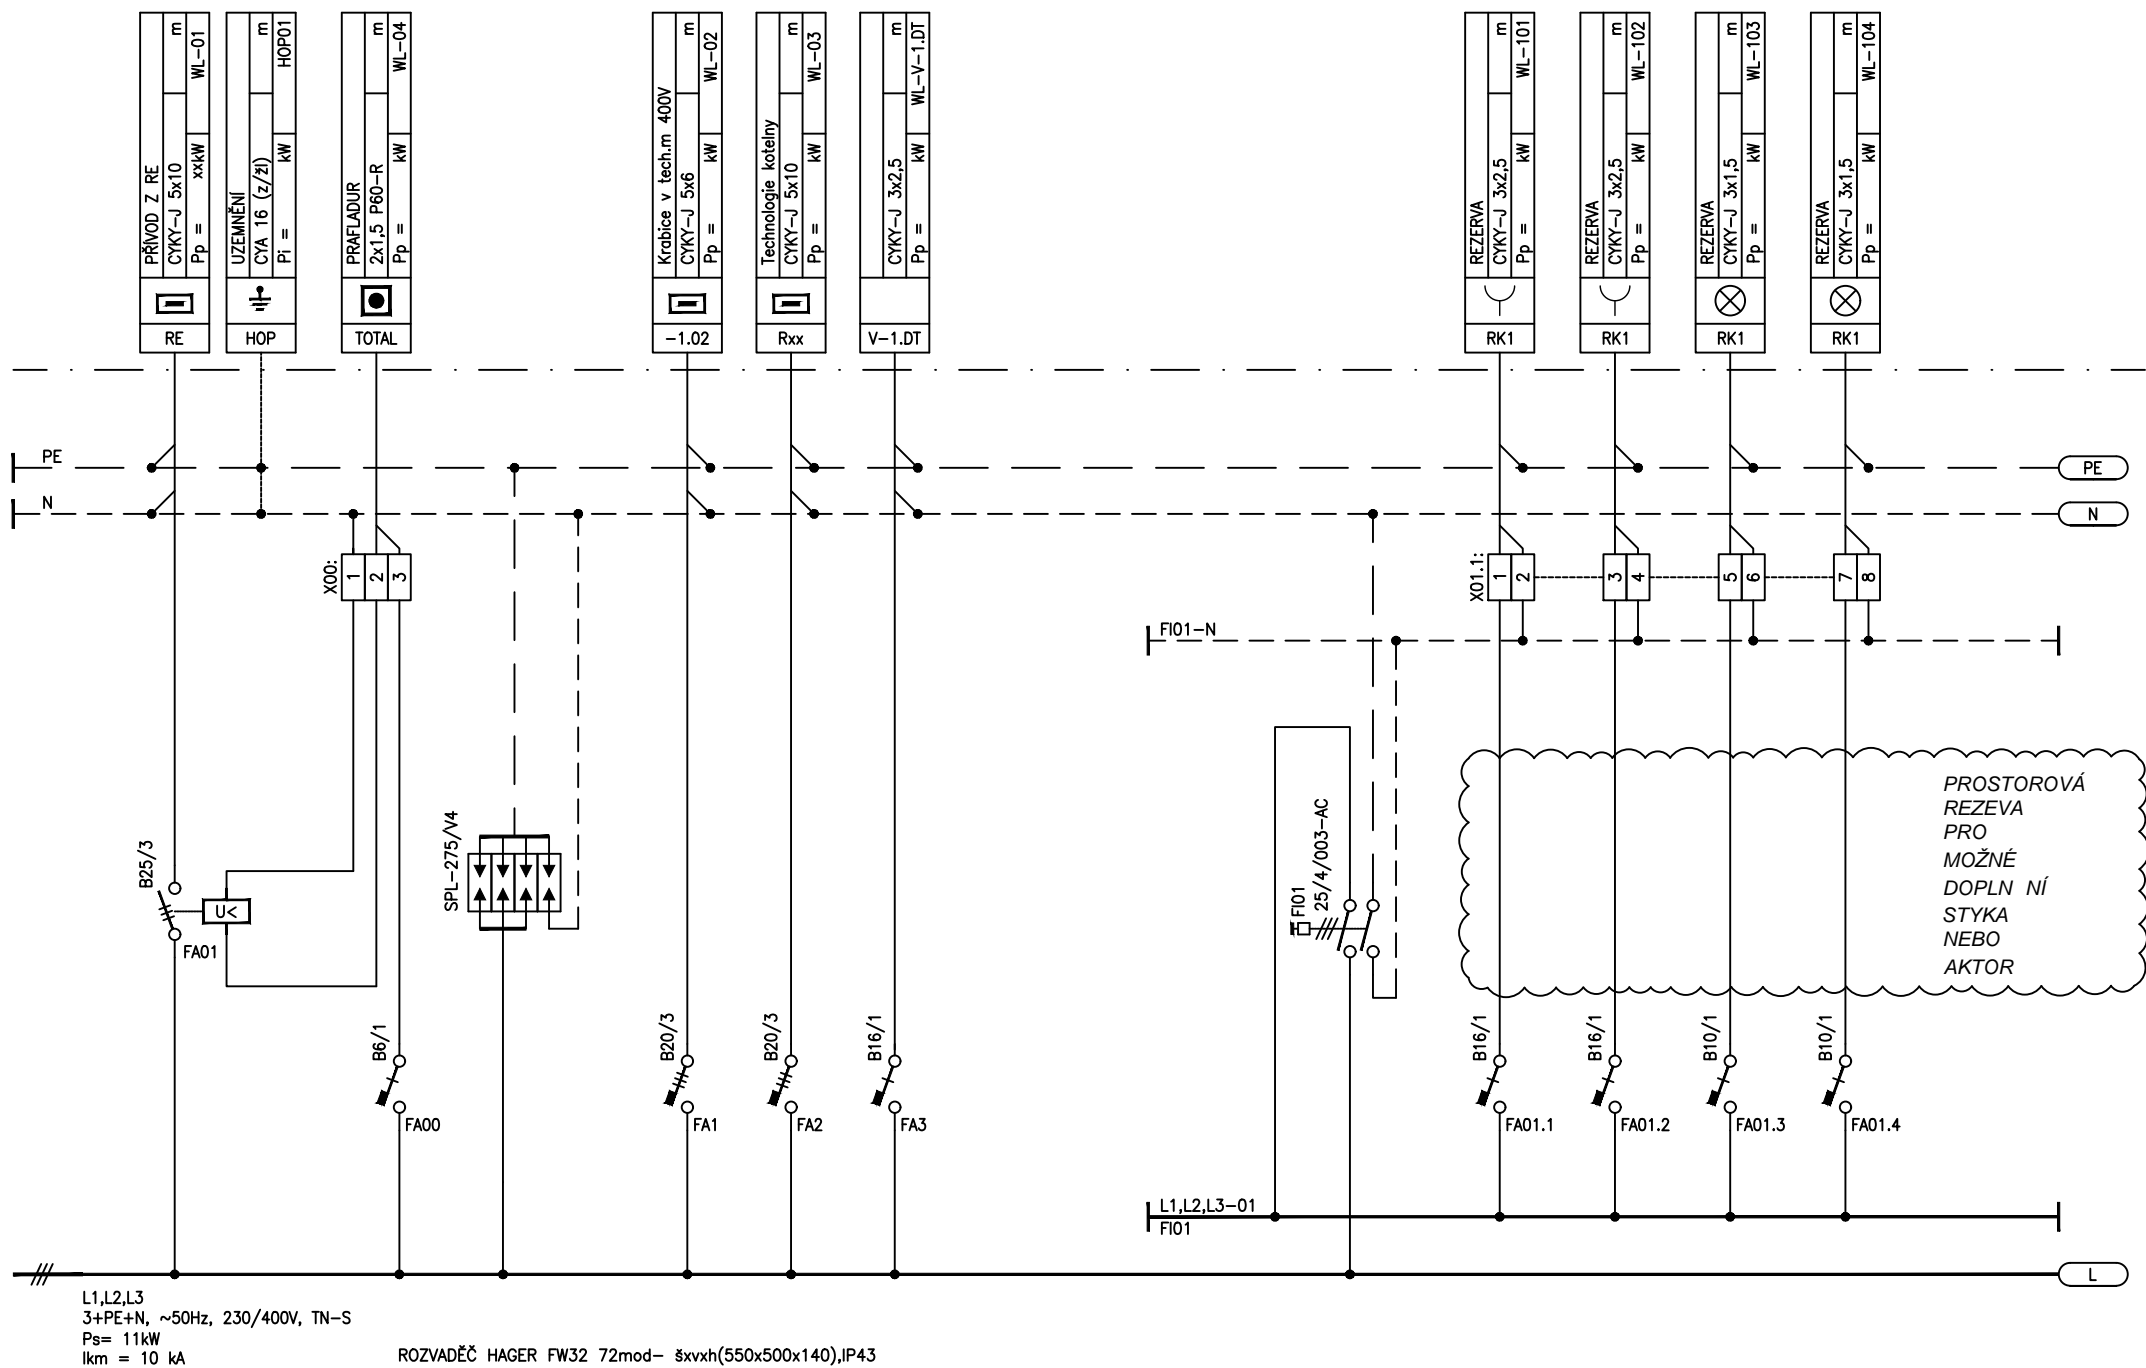 PŘÍVOD Z RE
CYKY-J 5x10
m
Pp =
xxkW
WL-01
RE
UZEMNĚNÍ
CYA 16 (z/žl)
m
Pi =
kW
HOP01
HOP
PRAFLADUR
2x1,5 P60-R
m
Pp =
kW
WL-04
TOTAL
Krabice v tech.m 400V
CYKY-J 5x6
m
Pp =
kW
WL-02
-1.02
Technologie kotelny
CYKY-J 5x10
m
Pp =
kW
WL-03
Rxx
CYKY-J 3x2,5
m
Pp =
kW
WL-V-1.DT
V-1.DT
REZERVA
CYKY-J 3x2,5
m
Pp =
kW
WL-101
RK1
REZERVA
CYKY-J 3x2,5
m
Pp =
kW
WL-102
RK1
REZERVA
CYKY-J 3x1,5
m
Pp =
kW
WL-103
RK1
REZERVA
CYKY-J 3x1,5
m
Pp =
kW
WL-104
RK1
PE
PE
N
N
X00:
1
2
3
X01.1:
1
2
3
4
5
6
7
8
FI01-N
B25/3
U<
FA01
SPL-275/V4
FI01
25/4/003-AC
PROSTOROVÁ
REZEVA
PRO
MOŽNÉ
DOPLN NÍ
STYKA
NEBO
AKTOR
B6/1
FA00
B20/3
FA1
B20/3
FA2
B16/1
FA3
B16/1
FA01.1
B16/1
FA01.2
B10/1
FA01.3
B10/1
FA01.4
L1,L2,L3-01
FI01
L
L1,L2,L3
3+PE+N, ~50Hz, 230/400V, TN-S
Ps= 11kW
Ikm = 10 kA
ROZVADĚČ HAGER FW32 72mod- šxvxh(550x500x140),IP43